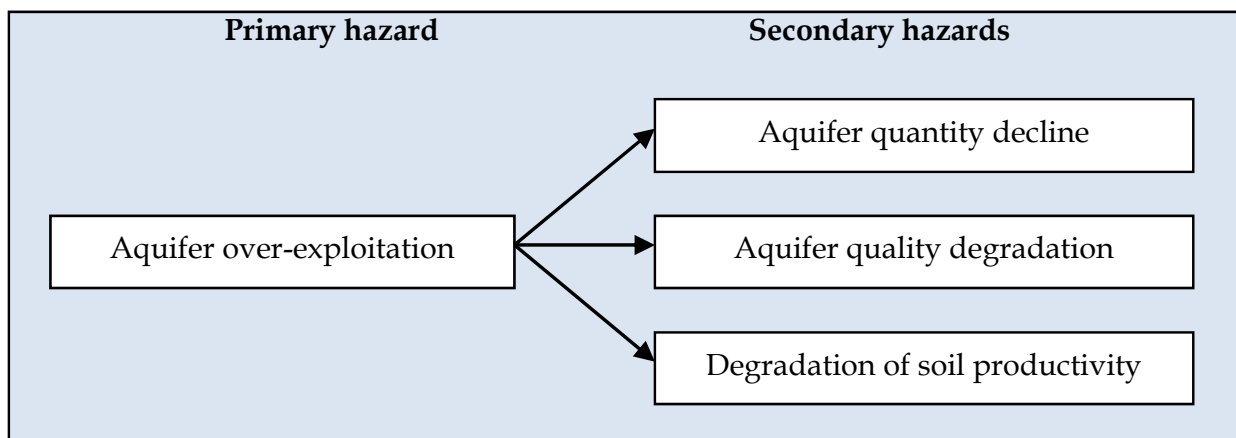 Primary hazard
Secondary hazards
Aquifer over-exploitation
Aquifer quantity decline
Aquifer quality degradation
Degradation of soil productivity